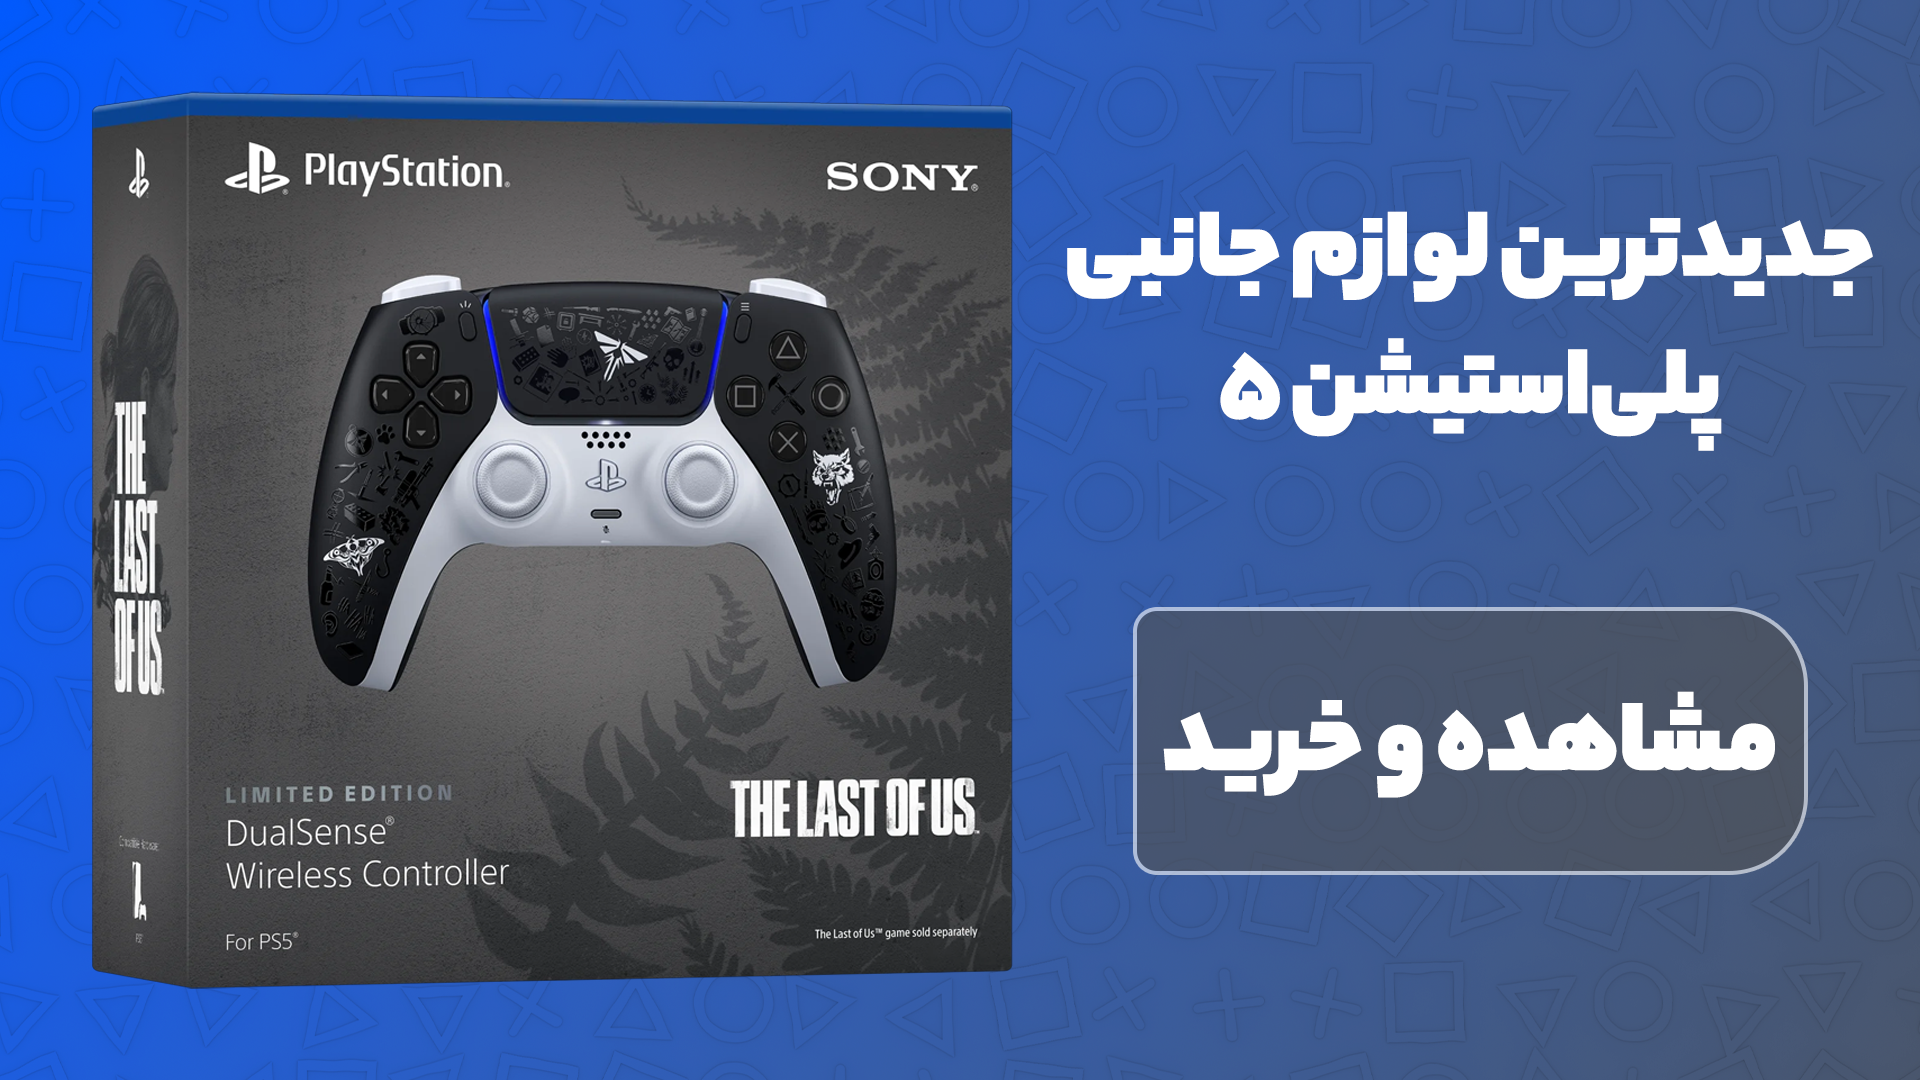 PlayStation®
SONY®
THE
LAST
OF US
LIMITED EDITION
DualSense®
Wireless Controller
For PS5®
THE LAST OF US™
The Last of Us™ game sold separately
جدیدترین لوازم جانبی
پلی‌استیشن ۵
مشاهده و خرید